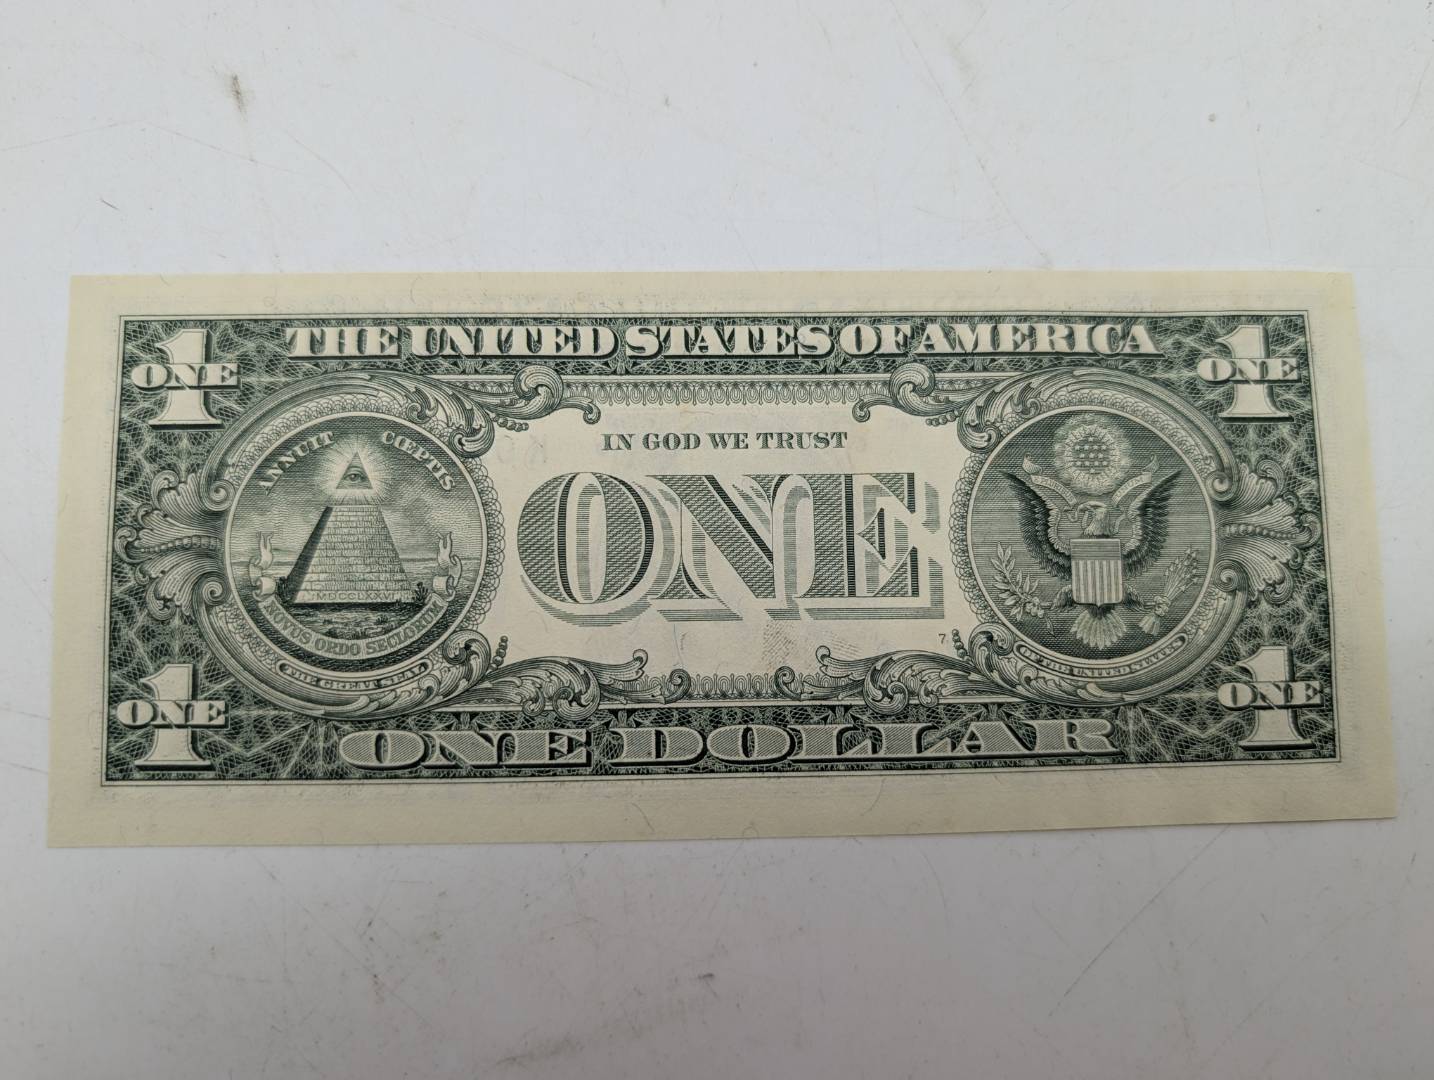 THE UNITED STATES OF AMERICA
1
ONE
1
ONE
ANNUIT CŒPTIS
MDCCLXXVI
NOVUS ORDO SECLORUM
THE GREAT SEAL
IN GOD WE TRUST
ONE
7
OF THE UNITED STATES
1
ONE
1
ONE
ONE DOLLAR